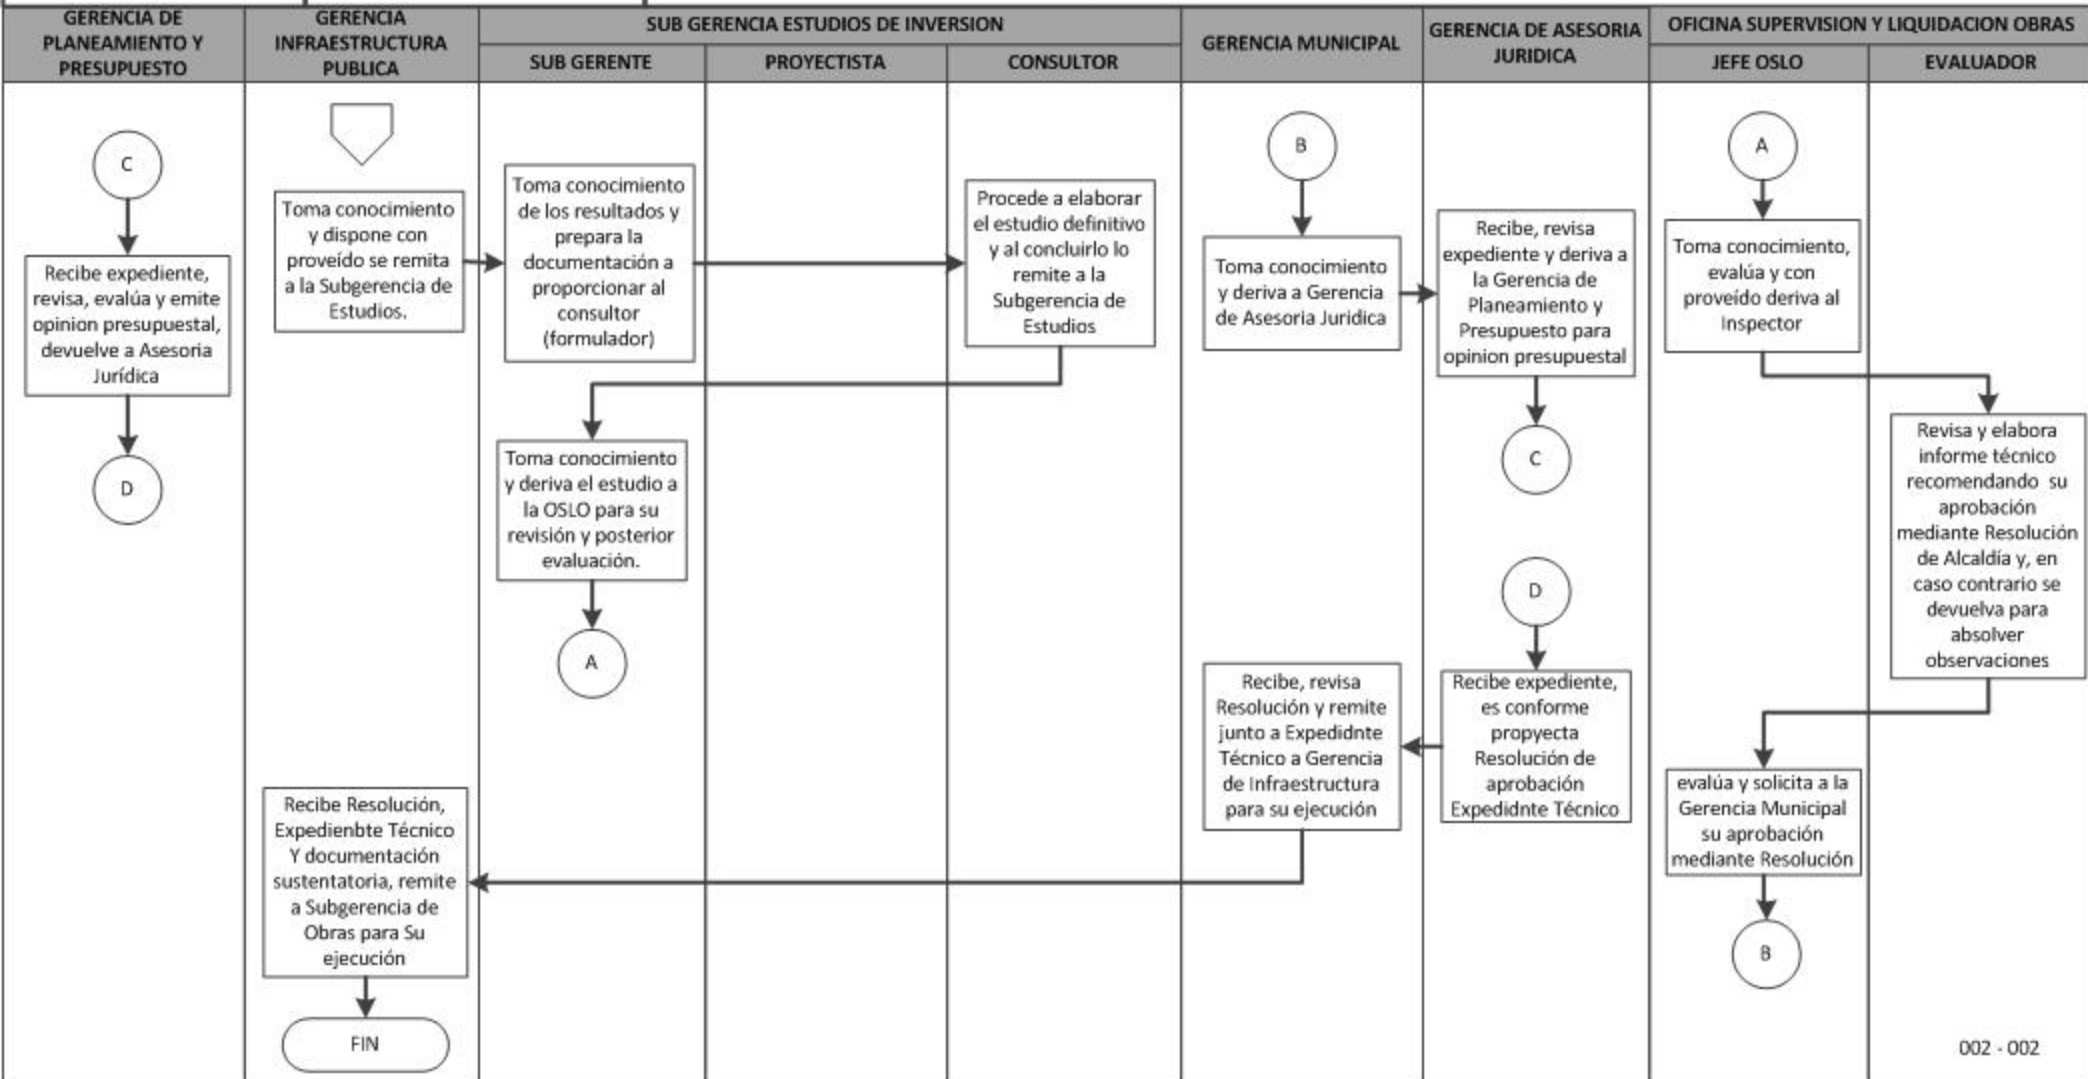 GERENCIA DE
PLANEAMIENTO Y
PRESUPUESTO
GERENCIA
INFRAESTRUCTURA
PUBLICA
SUB GERENCIA ESTUDIOS DE INVERSION
SUB GERENTE
PROYECTISTA
CONSULTOR
GERENCIA MUNICIPAL
GERENCIA DE ASESORIA
JURIDICA
OFICINA SUPERVISION Y LIQUIDACION OBRAS
JEFE OSLO
EVALUADOR
C
Recibe expediente,
revisa, evalúa y emite
opinion presupuestal,
devuelve a Asesoria
Jurídica
D
Toma conocimiento
y dispone con
proveído se remita
a la Subgerencia de
Estudios.
Recibe Resolución,
Expedienbte Técnico
Y documentación
sustentatoria, remite
a Subgerencia de
Obras para Su
ejecución
FIN
Toma conocimiento
de los resultados y
prepara la
documentación a
proporcionar al
consultor
(formulador)
Toma conocimiento
y deriva el estudio a
la OSLO para su
revisión y posterior
evaluación.
A
Procede a elaborar
el estudio definitivo
y al concluirlo lo
remite a la
Subgerencia de
Estudios
B
Toma conocimiento
y deriva a Gerencia
de Asesoria Juridica
Recibe, revisa
Resolución y remite
junto a Expedidnte
Técnico a Gerencia
de Infraestructura
para su ejecución
Recibe, revisa
expediente y deriva a
la Gerencia de
Planeamiento y
Presupuesto para
opinion presupuestal
C
D
Recibe expediente,
es conforme
propyecta
Resolución de
aprobación
Expedidnte Técnico
A
Toma conocimiento,
evalúa y con
proveído deriva al
Inspector
evalúa y solicita a la
Gerencia Municipal
su aprobación
mediante Resolución
B
Revisa y elabora
informe técnico
recomendando su
aprobación
mediante Resolución
de Alcaldía y, en
caso contrario se
devuelva para
absolver
observaciones
002 - 002